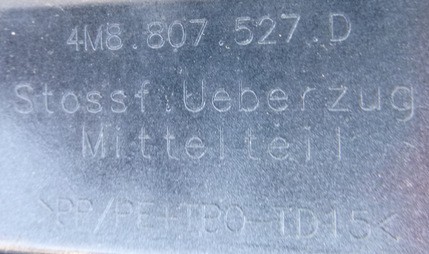 4M8.807.527.D
Stossf.Ueberzug
Mittelteil
>PP/PE+TPO-TD15<